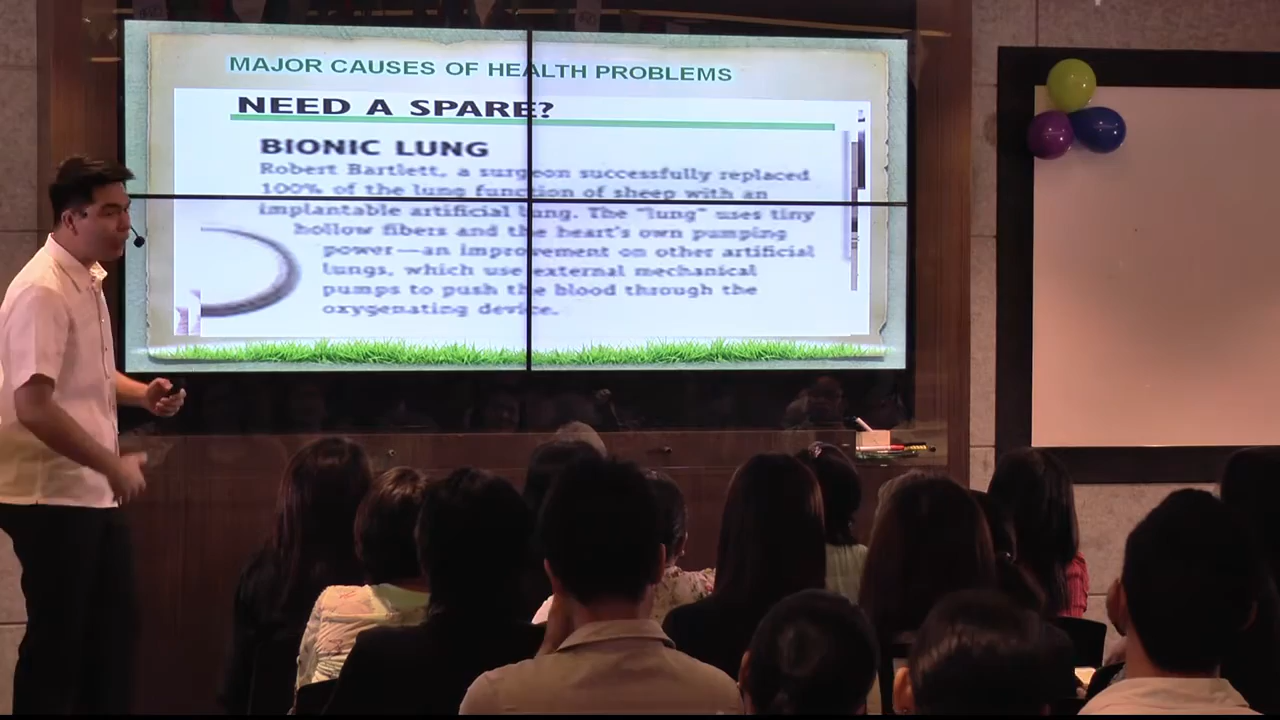 MAJOR CAUSES OF HEALTH PROBLEMS
NEED A SPARE?
BIONIC LUNG
Robert Bartlett, a surgeon successfully replaced
100% of the lung function of sheep with an
implantable artificial lung. The "lung" uses tiny
hollow fibers and the heart's own pumping
power—an improvement on other artificial
lungs, which use external mechanical
pumps to push the blood through the
oxygenating device.